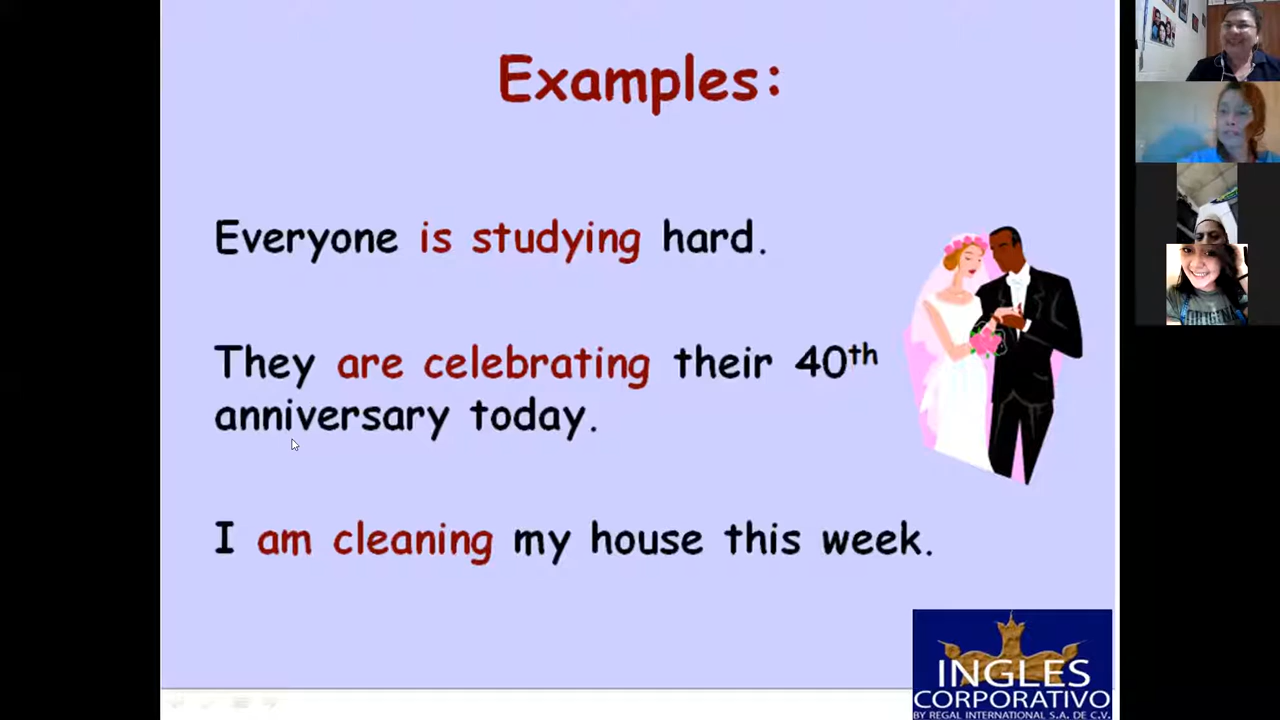 Examples:
Everyone is studying hard.
They are celebrating their 40th
anniversary today.
I am cleaning my house this week.
INGLES
CORPORATIVO
BY REGAL INTERNATIONAL S.A. DE C.V.